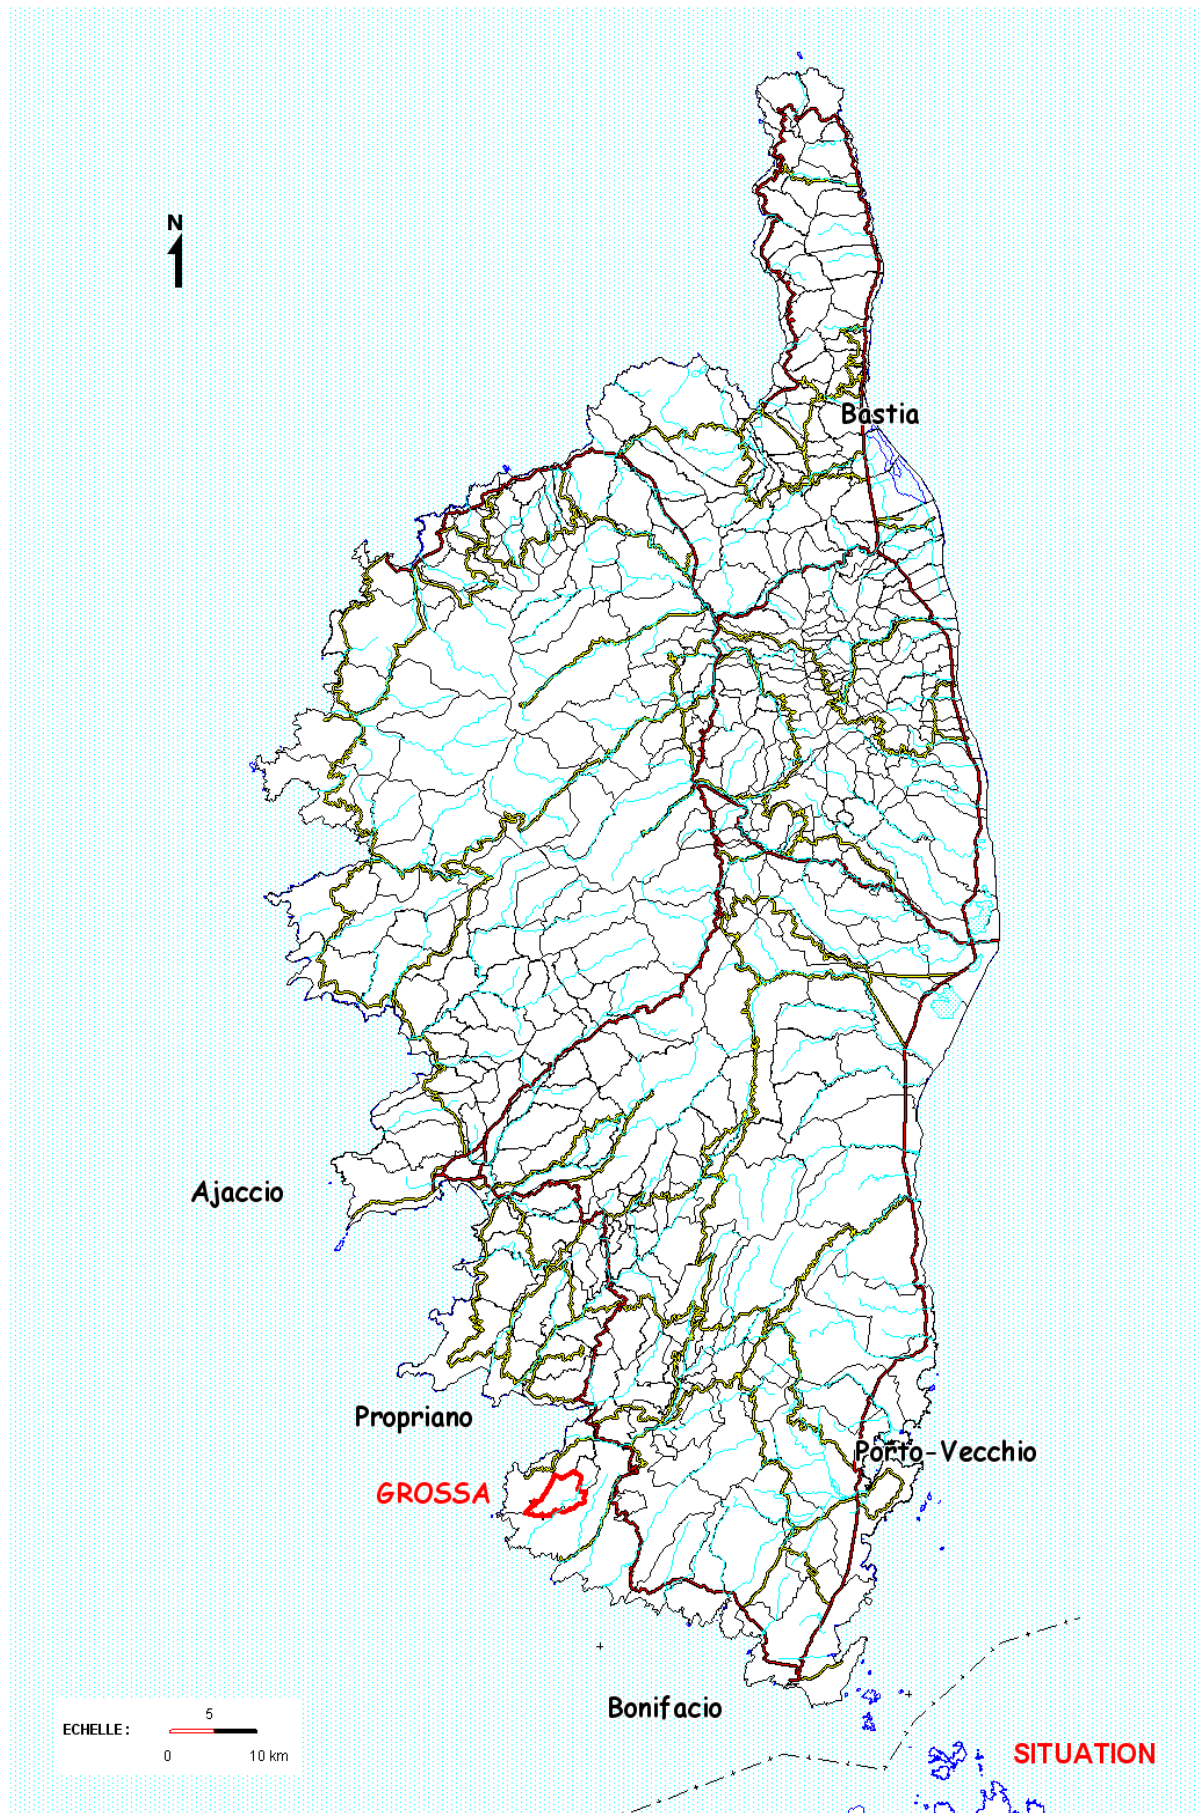 N
Bastia
Ajaccio
Propriano
Porto-Vecchio
GROSSA
Bonifacio
5
ECHELLE:
0 10 km
SITUATION